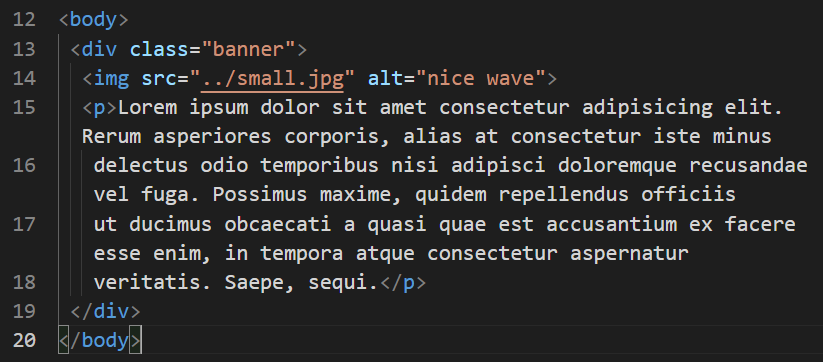 12 <body>
13 <div class="banner">
14 <img src="../small.jpg" alt="nice wave">
15 <p>Lorem ipsum dolor sit amet consectetur adipisicing elit.
Rerum asperiores corporis, alias at consectetur iste minus
16 delectus odio temporibus nisi adipisci doloremque recusandae
vel fuga. Possimus maxime, quidem repellendus officiis
17 ut ducimus obcaecati a quasi quae est accusantium ex facere
esse enim, in tempora atque consectetur aspernatur
18 veritatis. Saepe, sequi.</p>
19 </div>
20 </body>